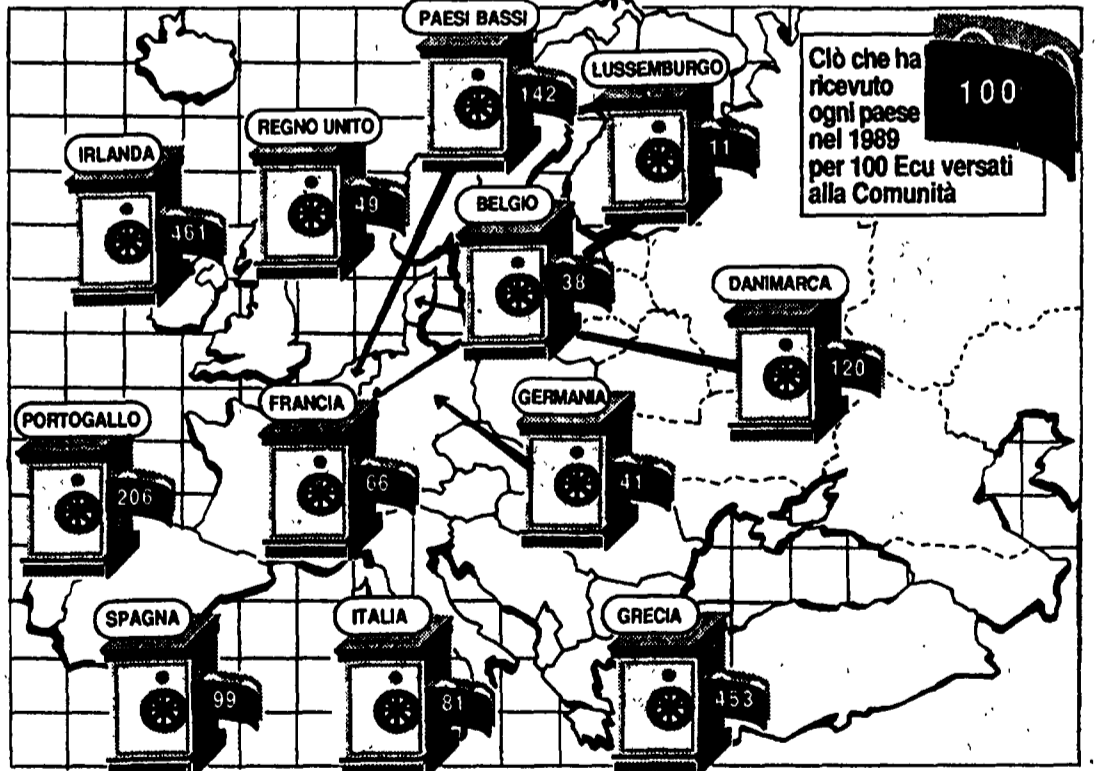 PAESI BASSI
142
LUSSEMBURGO
11
Ciò che ha
ricevuto
ogni paese
nel 1989
per 100 Ecu versati
alla Comunità
100
REGNO UNITO
49
IRLANDA
461
BELGIO
38
DANIMARCA
120
FRANCIA
66
GERMANIA
41
PORTOGALLO
206
SPAGNA
99
ITALIA
81
GRECIA
453